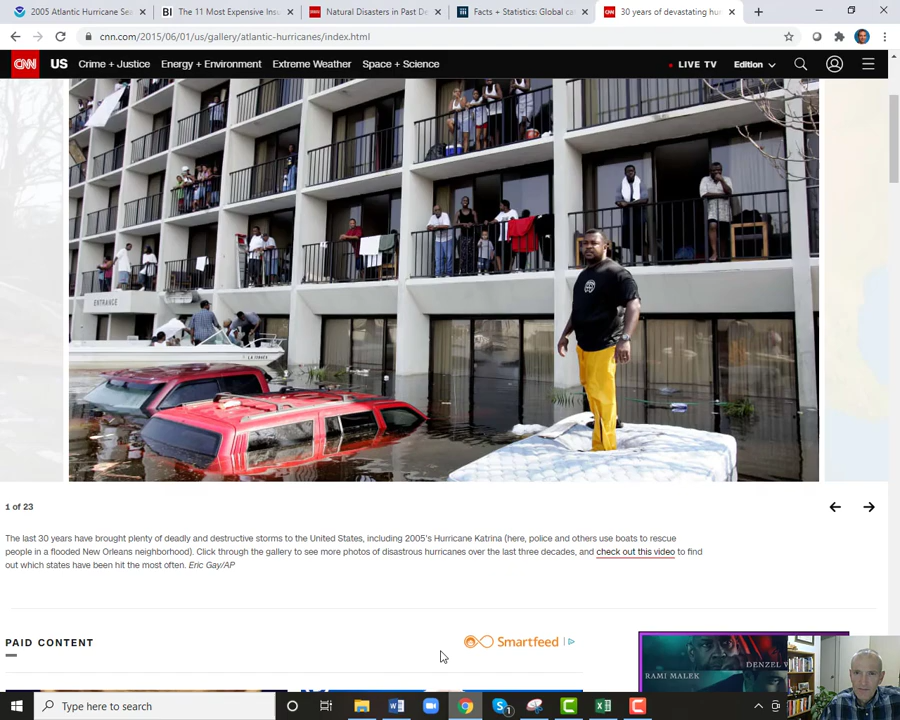 2005 Atlantic Hurricane Sea
BI The 11 Most Expensive Insu
Natural Disasters in Past De
Facts + Statistics: Global ca
CNN 30 years of devastating hu
cnn.com/2015/06/01/us/gallery/atlantic-hurricanes/index.html
CNN US Crime + Justice Energy + Environment Extreme Weather Space + Science LIVE TV Edition
ENTRANCE
1 of 23
The last 30 years have brought plenty of deadly and destructive storms to the United States, including 2005's Hurricane Katrina (here, police and others use boats to rescue
people in a flooded New Orleans neighborhood). Click through the gallery to see more photos of disastrous hurricanes over the last three decades, and check out this video to find
out which states have been hit the most often. Eric Gay/AP
PAID CONTENT
Smartfeed
DENZEL
RAMI MALEK
Type here to search
1